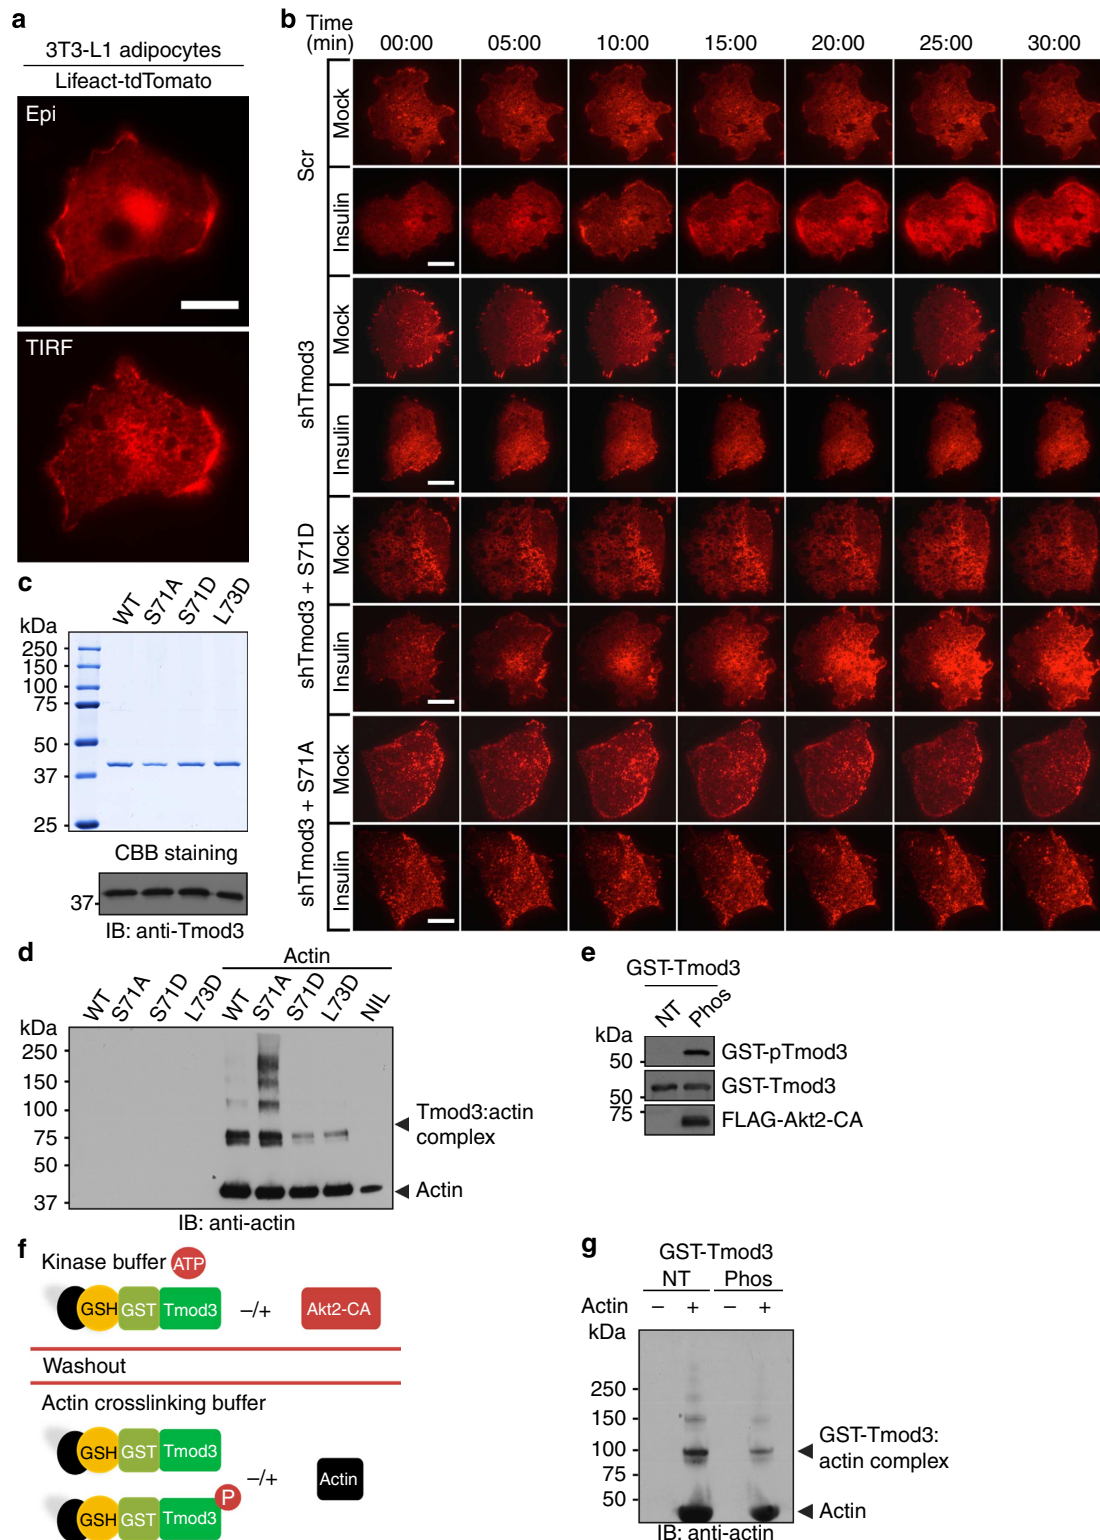 a
3T3-L1 adipocytes
Lifeact-tdTomato
Epi
TIRF
b
Time
(min)
00:00 05:00 10:00 15:00 20:00 25:00 30:00
Scr
Mock
Insulin
shTmod3
Mock
Insulin
shTmod3 + S71D
Mock
Insulin
shTmod3 + S71A
Mock
Insulin
c
WT S71A S71D L73D
kDa
250
150
100
75
50
37
25
CBB staining
37
IB: anti-Tmod3
d
Actin
WT S71A S71D L73D WT S71A S71D L73D NIL
kDa
250
150
100
75
50
37
Tmod3:actin
complex
Actin
IB: anti-actin
e
GST-Tmod3
NT Phos
kDa
50
GST-pTmod3
50
GST-Tmod3
75
FLAG-Akt2-CA
f
Kinase buffer ATP
GSH GST Tmod3 –/+ Akt2-CA
Washout
Actin crosslinking buffer
GSH GST Tmod3
–/+ Actin
GSH GST Tmod3 P
g
GST-Tmod3
NT Phos
Actin – + – +
kDa
250
150
100
75
50
GST-Tmod3:
actin complex
Actin
IB: anti-actin